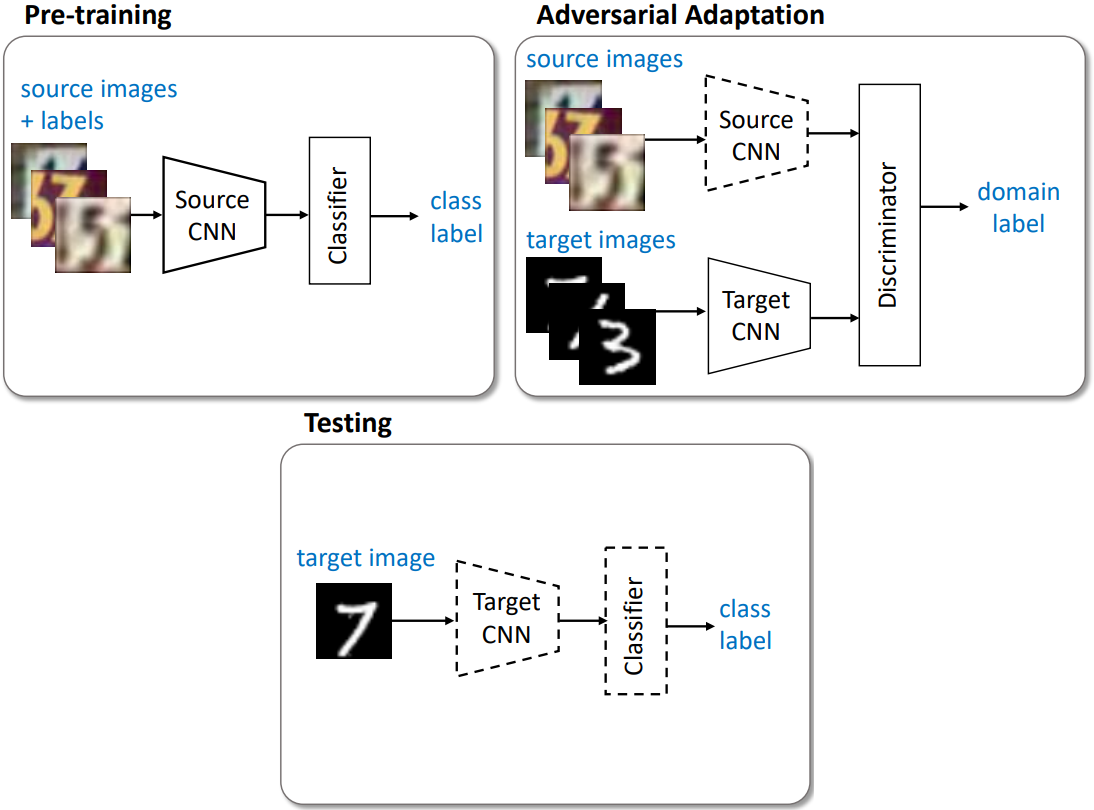 Pre-training
source images
+ labels
Source
CNN
Classifier
class
label
Adversarial Adaptation
source images
Source
CNN
target images
Target
CNN
Discriminator
domain
label
Testing
target image
7
Target
CNN
Classifier
class
label